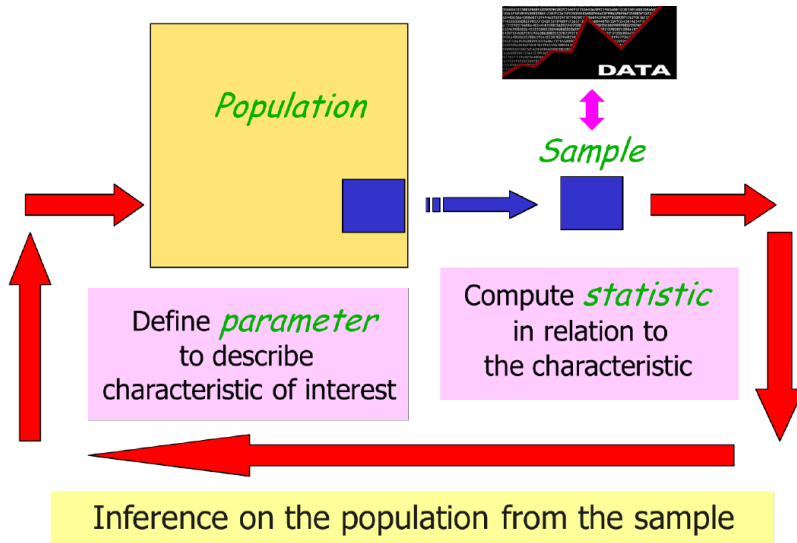 DATA
Population
Sample
Define parameter
to describe
characteristic of interest
Compute statistic
in relation to
the characteristic
Inference on the population from the sample